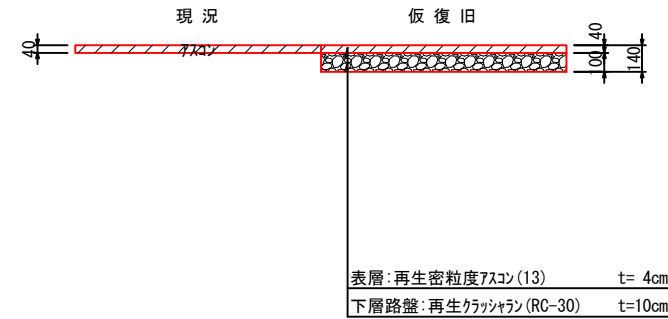 現 況
仮 復 旧
40
アスコン
40
100
140
表層:再生密粒度アスコン(13) t= 4cm
下層路盤:再生クラッシャラン(RC-30) t=10cm